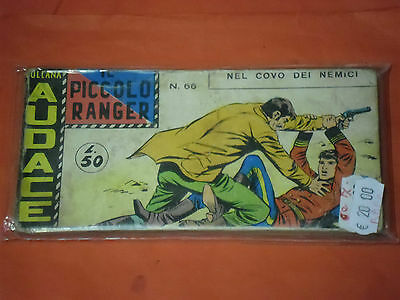 COLLANA
AUDACE
IL
PICCOLO
RANGER
N. 66
NEL COVO DEI NEMICI
L.
50
€ 20 00